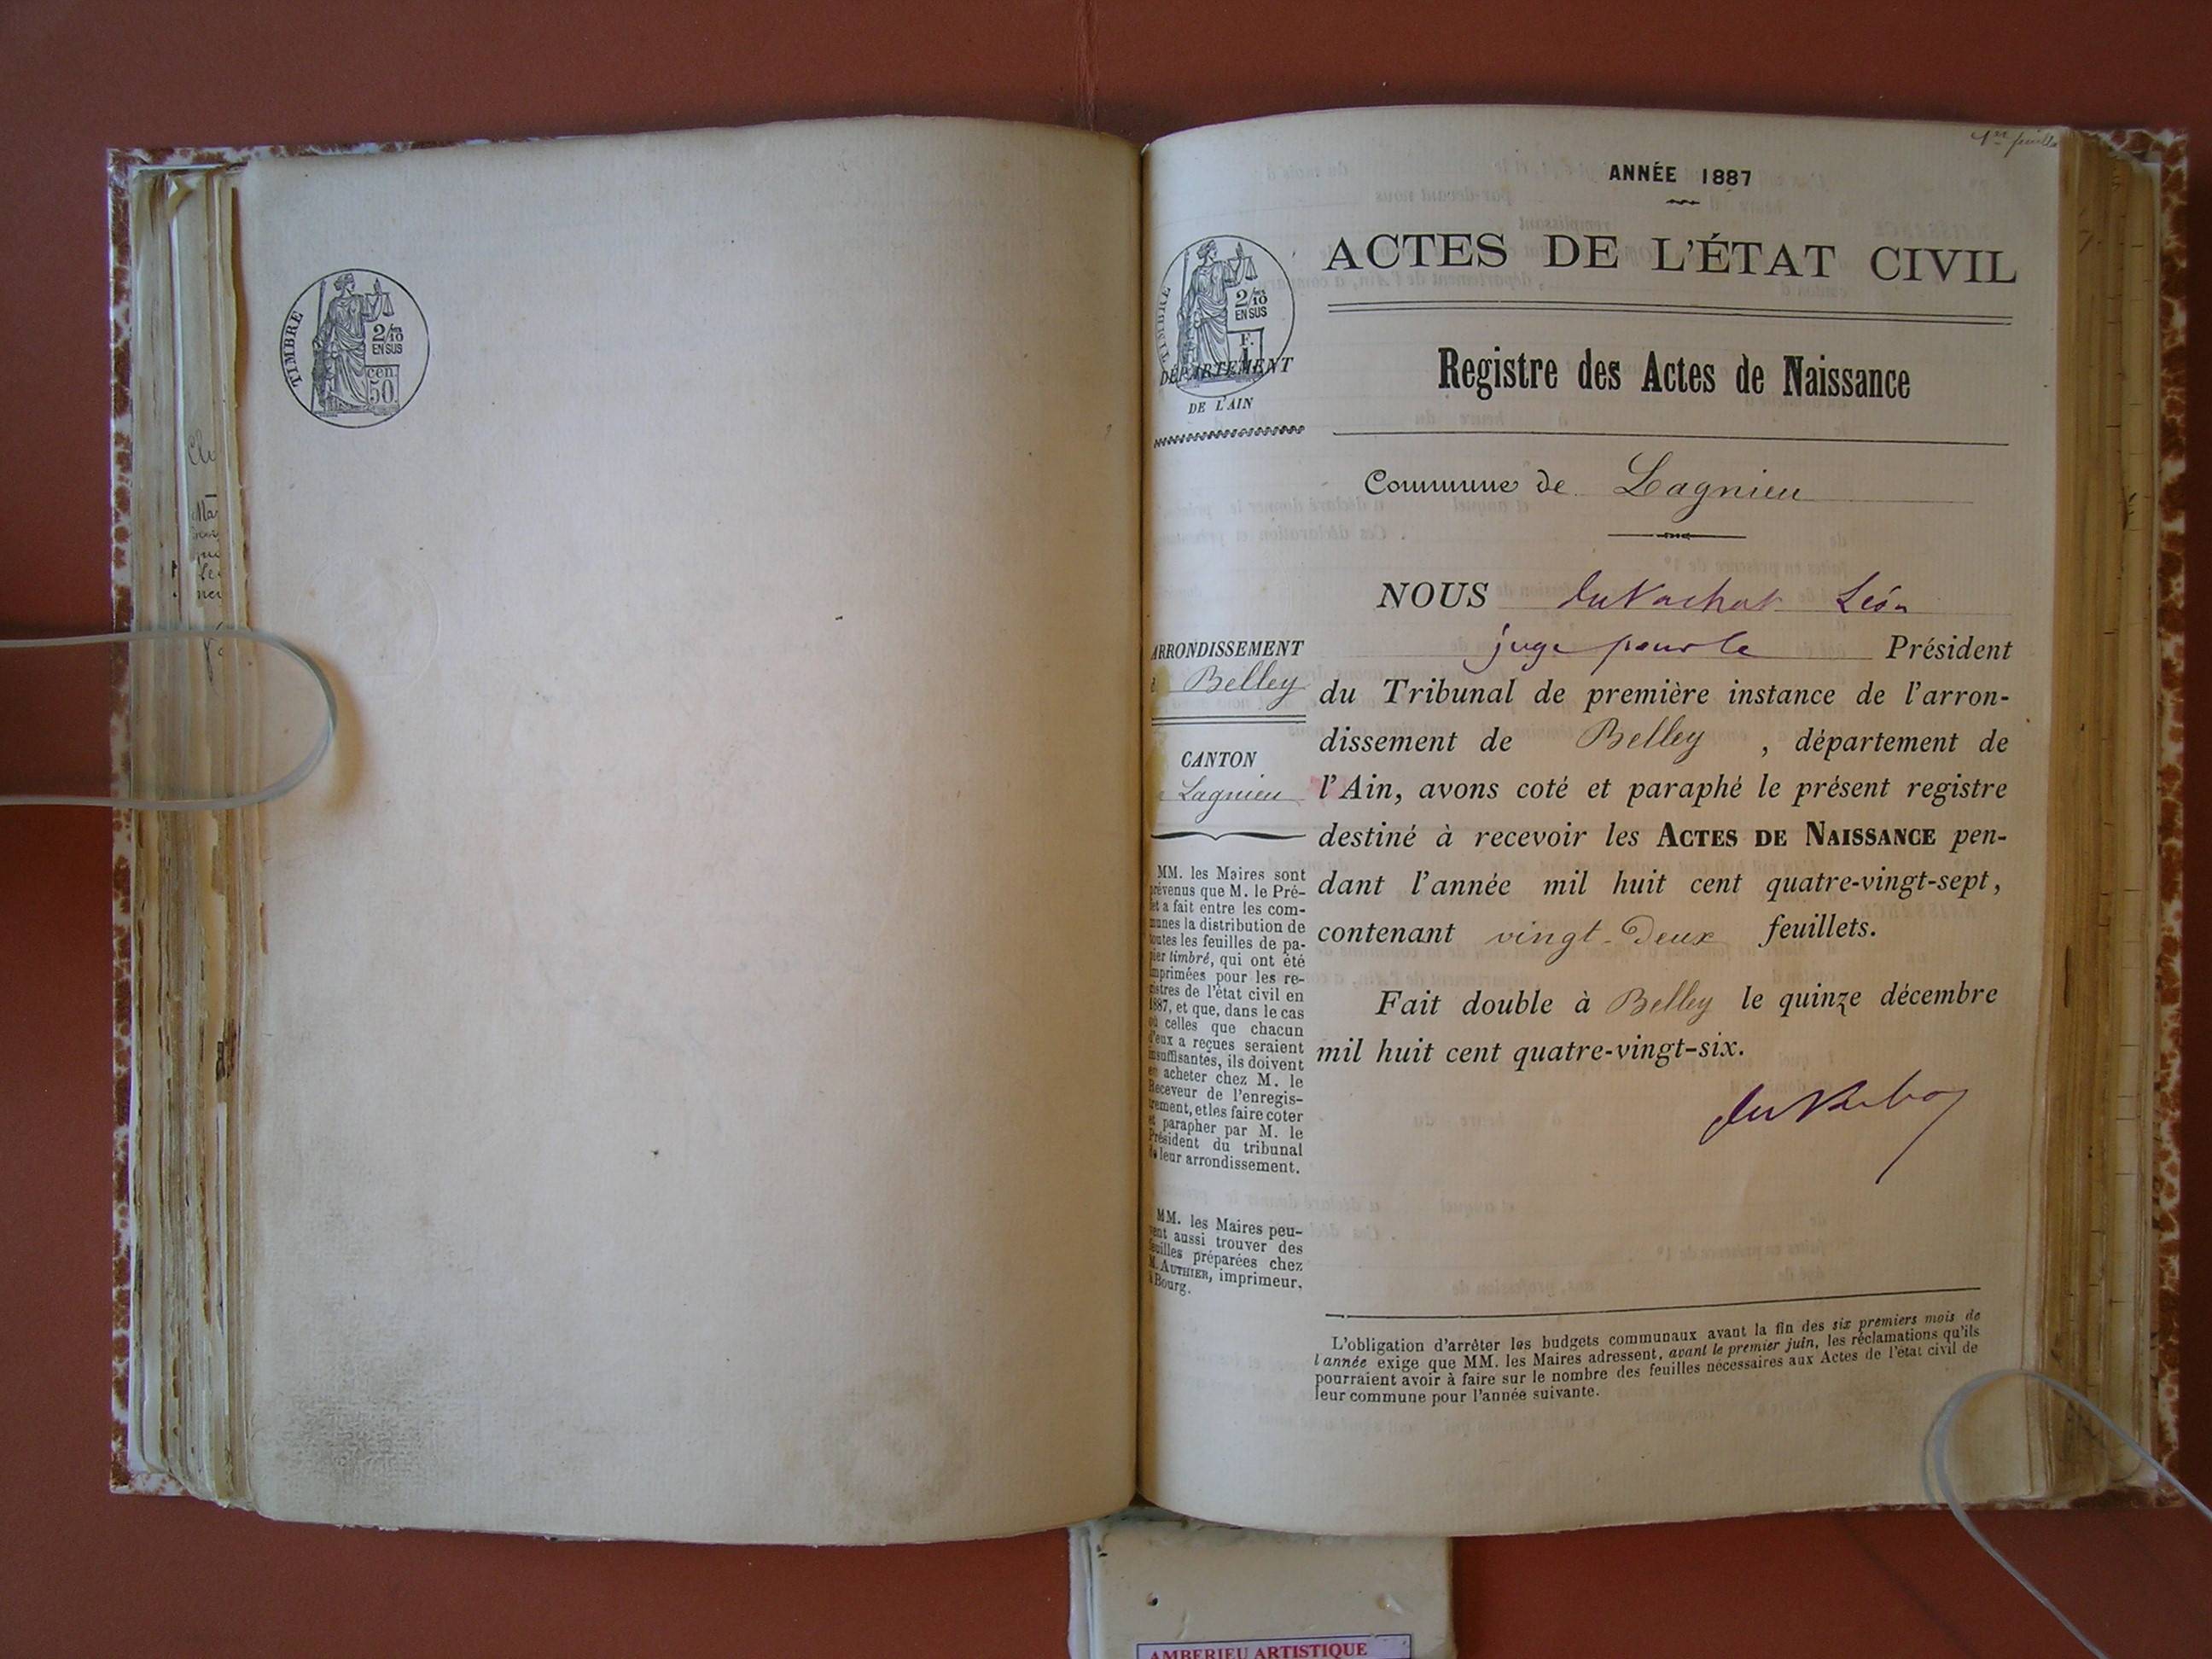 TIMBRE
2/10
EN SUS
cen
50
1er feuillet
ANNÉE 1887
ACTES DE L'ÉTAT CIVIL
TIMBRE
2/10
EN SUS
F.
1
DÉPARTEMENT
DE L'AIN
Registre des Actes de Naissance
Commune de Lagnieu
NOUS du Vachat Léon
juge pour le Président
du Tribunal de première instance de l'arron-
dissement de Belley , département de
l'Ain, avons coté et paraphé le présent registre
destiné à recevoir les ACTES DE NAISSANCE pen-
dant l'année mil huit cent quatre-vingt-sept,
contenant vingt-deux feuillets.
Fait double à Belley le quinze décembre
mil huit cent quatre-vingt-six.
ARRONDISSEMENT
d Belley
CANTON
Lagnieu
MM. les Maires sont
prévenus que M. le Pré-
fet a fait entre les com-
munes la distribution de
toutes les feuilles de pa-
pier timbré, qui ont été
imprimées pour les re-
gistres de l'état civil en
1887, et que, dans le cas
où celles que chacun
d'eux a reçues seraient
insuffisantes, ils doivent
en acheter chez M. le
Receveur de l'enregis-
trement, et les faire coter
et parapher par M. le
Président du tribunal
de leur arrondissement.
MM. les Maires peu-
vent aussi trouver des
feuilles préparées chez
M. AUTHIER, imprimeur,
à Bourg.
L'obligation d'arrêter les budgets communaux avant la fin des six premiers mois de
l'année exige que MM. les Maires adressent, avant le premier juin, les réclamations qu'ils
pourraient avoir à faire sur le nombre des feuilles nécessaires aux Actes de l'état civil de
leur commune pour l'année suivante.
AMBERIEU ARTISTIQUE